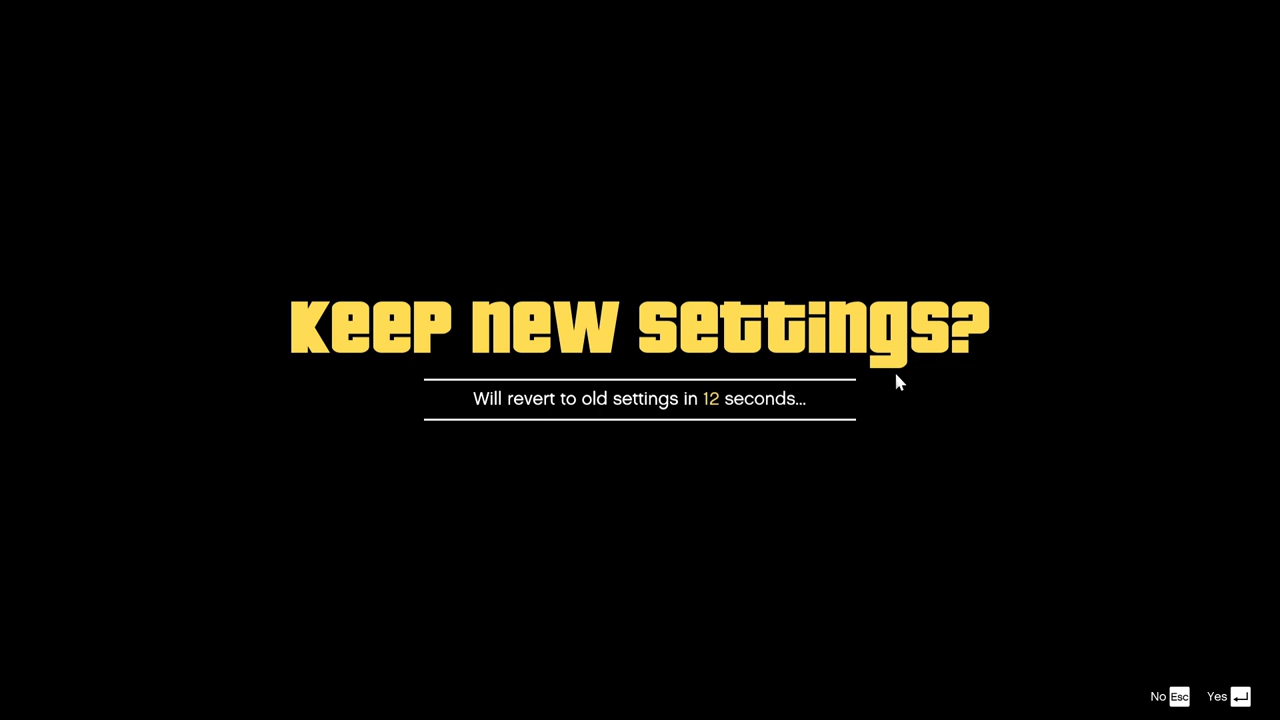 Keep new settings?
Will revert to old settings in 12 seconds...
No Esc Yes